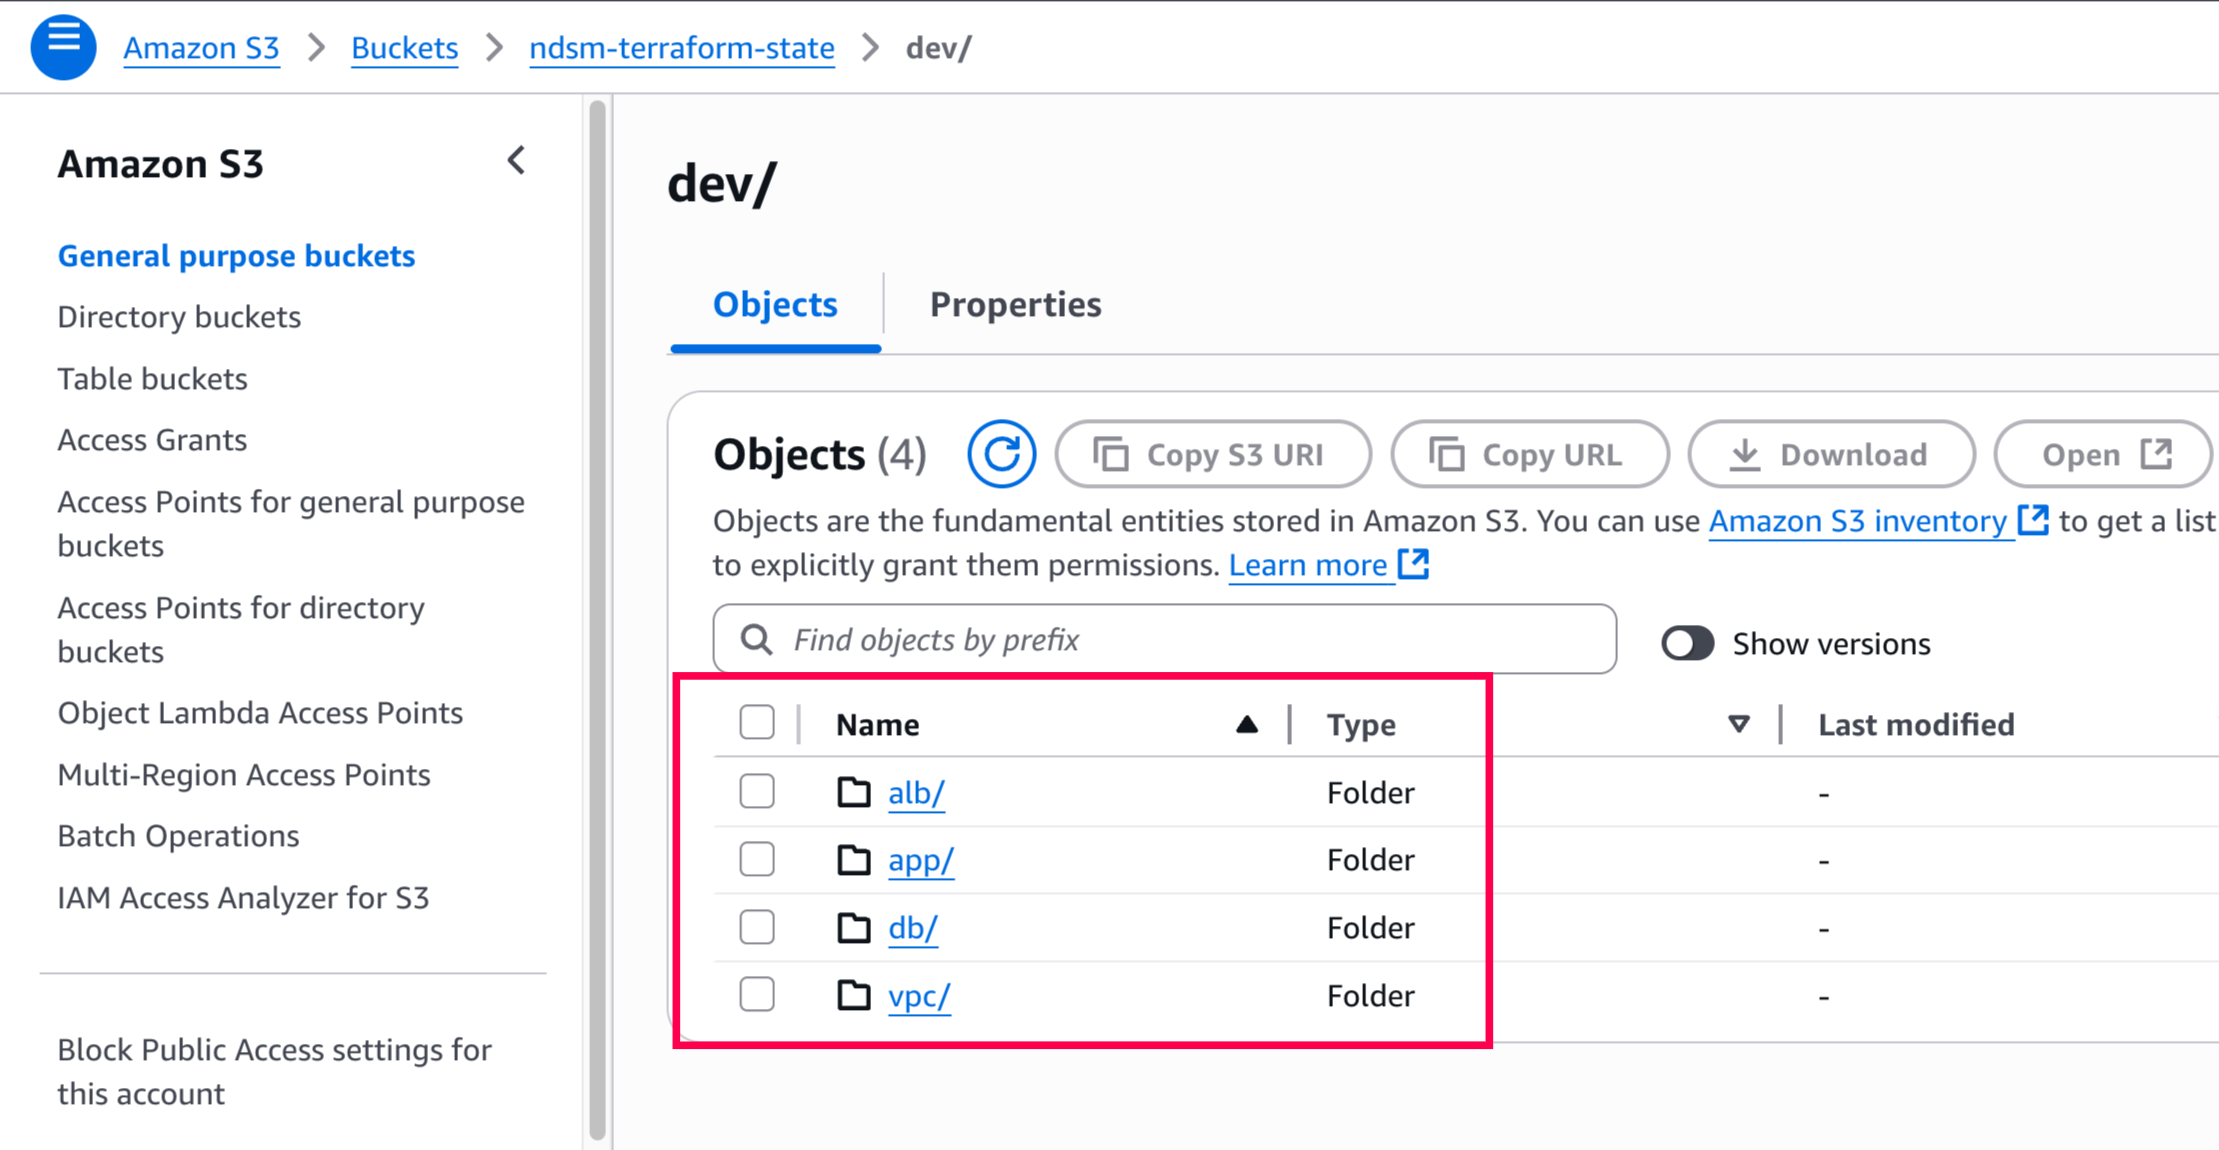 Amazon S3 > Buckets > ndsm-terraform-state > dev/
Amazon S3
General purpose buckets
Directory buckets
Table buckets
Access Grants
Access Points for general purpose
buckets
Access Points for directory
buckets
Object Lambda Access Points
Multi-Region Access Points
Batch Operations
IAM Access Analyzer for S3
Block Public Access settings for
this account
dev/
Objects Properties
Objects (4) Copy S3 URI Copy URL Download Open
Objects are the fundamental entities stored in Amazon S3. You can use Amazon S3 inventory to get a list
to explicitly grant them permissions. Learn more
Find objects by prefix Show versions
Name Type Last modified
alb/ Folder -
app/ Folder -
db/ Folder -
vpc/ Folder -